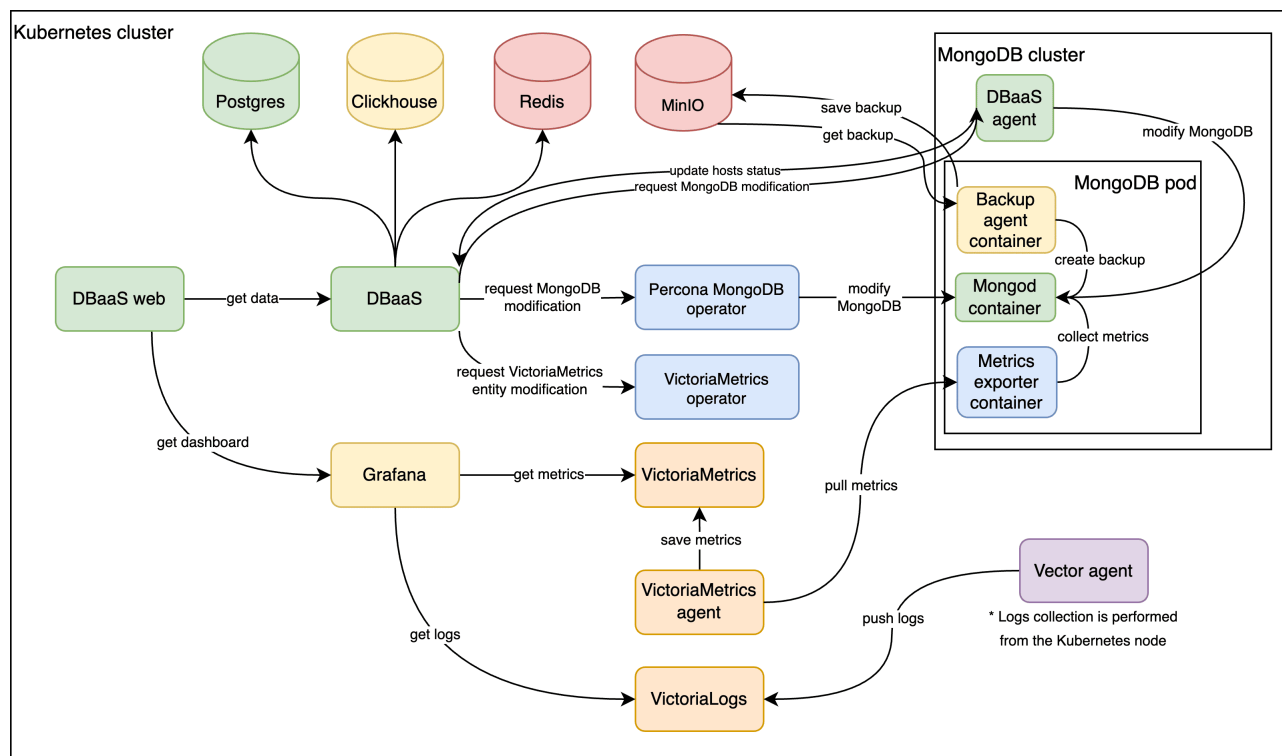 Kubernetes cluster
Postgres
Clickhouse
Redis
MinIO
MongoDB cluster
DBaaS
agent
save backup
get backup
modify MongoDB
update hosts status
request MongoDB modification
MongoDB pod
Backup
agent
container
create backup
DBaaS web
get data
DBaaS
request MongoDB
modification
Percona MongoDB
operator
modify
MongoDB
Mongod
container
collect metrics
Metrics
exporter
container
request VictoriaMetrics
entity modification
VictoriaMetrics
operator
get dashboard
Grafana
get metrics
VictoriaMetrics
pull metrics
save metrics
VictoriaMetrics
agent
Vector agent
* Logs collection is performed
from the Kubernetes node
push logs
get logs
VictoriaLogs